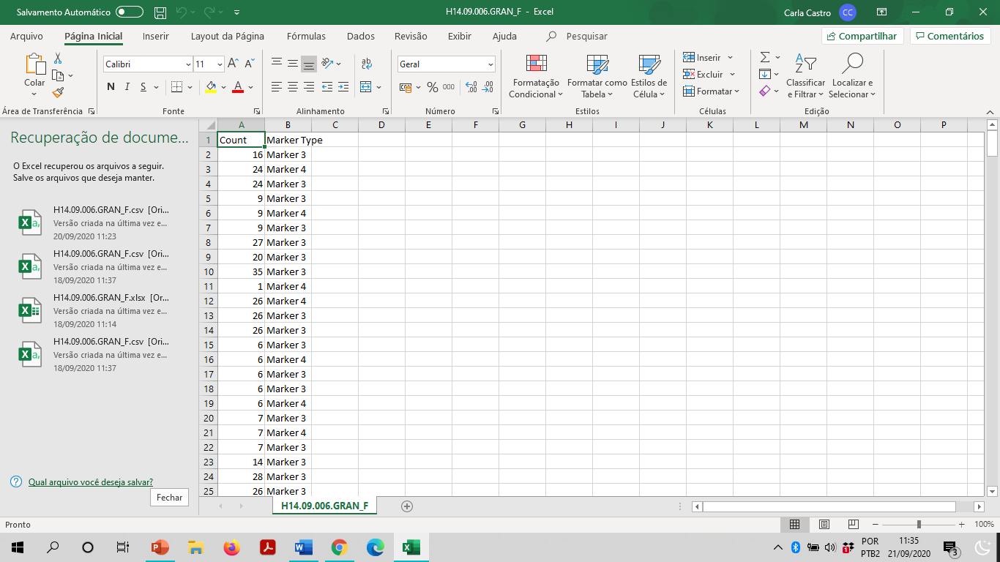 Salvamento Automático
H14.09.006.GRAN_F - Excel
Carla Castro
CC
Arquivo
Página Inicial
Inserir
Layout da Página
Fórmulas
Dados
Revisão
Exibir
Ajuda
Pesquisar
Compartilhar
Comentários
Colar
Área de Transferência
Calibri
11
N I S
Fonte
ab
Alinhamento
Geral
% 000
Número
Formatação Condicional
Formatar como Tabela
Estilos de Célula
Estilos
Inserir
Excluir
Formatar
Células
Classificar e Filtrar
Localizar e Selecionar
Edição
Recuperação de docume...
O Excel recuperou os arquivos a seguir.
Salve os arquivos que deseja manter.
H14.09.006.GRAN_F.csv [Ori...
Versão criada na última vez e...
20/09/2020 11:23
H14.09.006.GRAN_F.csv [Ori...
Versão criada na última vez e...
18/09/2020 11:37
H14.09.006.GRAN_F.xlsx [Or...
Versão criada na última vez e...
18/09/2020 11:14
H14.09.006.GRAN_F.csv [Ori...
Versão criada na última vez e...
18/09/2020 11:37
Qual arquivo você deseja salvar?
Fechar
A B C D E F G H I J K L M N O P
1 Count Marker Type
2 16 Marker 3
3 24 Marker 4
4 24 Marker 3
5 9 Marker 3
6 9 Marker 4
7 9 Marker 3
8 27 Marker 3
9 20 Marker 3
10 35 Marker 3
11 1 Marker 4
12 26 Marker 4
13 26 Marker 3
14 26 Marker 3
15 6 Marker 3
16 6 Marker 4
17 6 Marker 3
18 6 Marker 3
19 6 Marker 4
20 7 Marker 3
21 7 Marker 4
22 7 Marker 3
23 14 Marker 3
24 28 Marker 3
25 26 Marker 3
H14.09.006.GRAN_F
Pronto
100%
POR
PTB2
11:35
21/09/2020
3